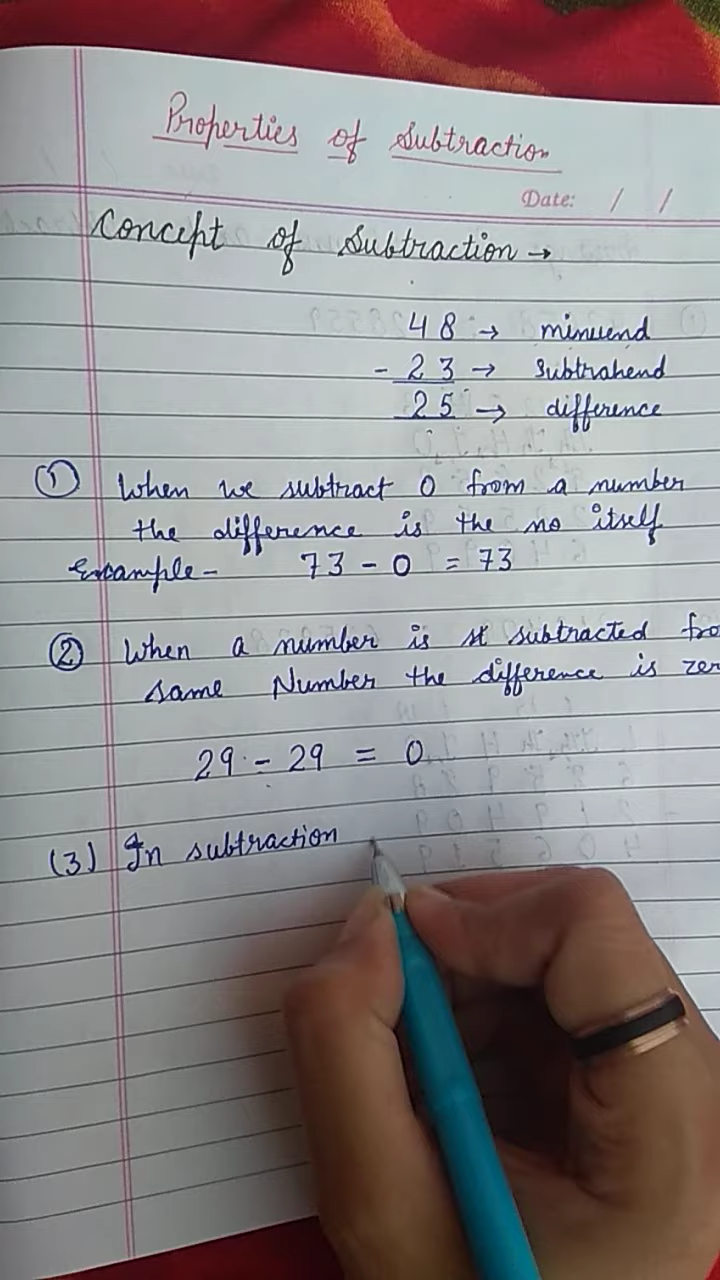 Properties of Subtraction
Date: / /
Concept of Subtraction →
48 → minuend
- 23 → Subtrahend
25 → difference
① When we subtract 0 from a number
the difference is the no itself
Example - 73 - 0 = 73
② When a number is st subtracted fro
same Number the difference is zer
29 - 29 = 0
(3) In subtraction